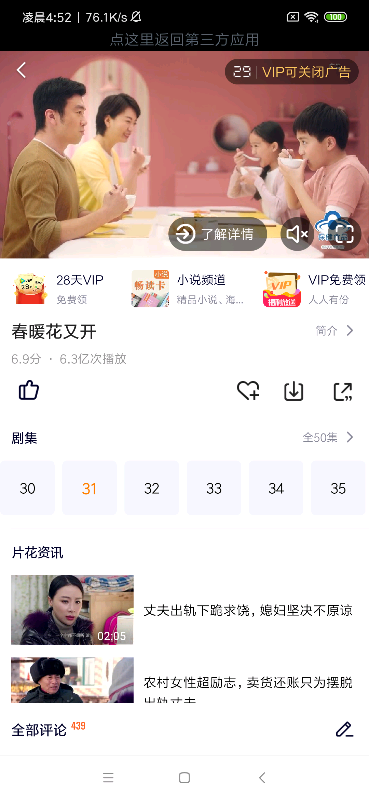 凌晨4:52 | 76.1K/s
100
点这里返回第三方应用
29 | VIP可关闭广告
了解详情
28天VIP
免费领
小说
畅读卡
小说频道
精品小说、海...
VIP
福利放送
VIP免费领
人人有份
春暖花又开
简介
6.9分 · 6.3亿次播放
剧集
全50集
30
31
32
33
34
35
片花资讯
02:05
丈夫出轨下跪求饶，媳妇坚决不原谅
农村女性超励志，卖货还账只为摆脱
出轨丈夫
全部评论 439